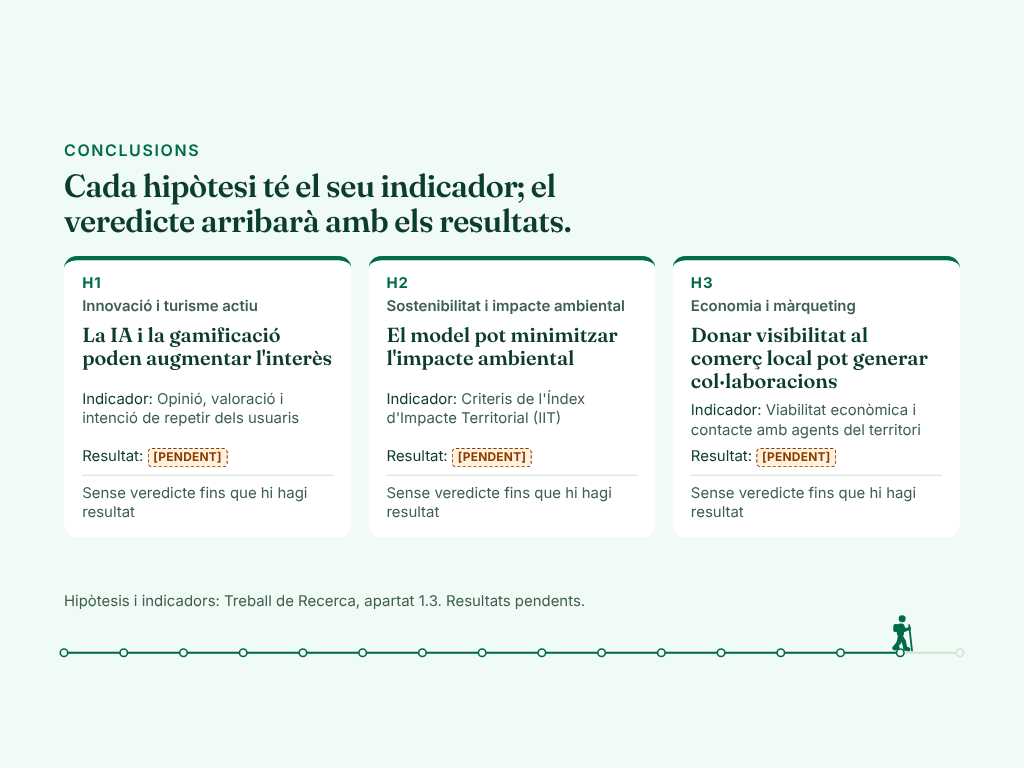 CONCLUSIONS
Cada hipòtesi té el seu indicador; el
veredicte arribarà amb els resultats.
H1
Innovació i turisme actiu
La IA i la gamificació
poden augmentar l'interès
Indicador: Opinió, valoració i
intenció de repetir dels usuaris
Resultat: [PENDENT]
Sense veredicte fins que hi hagi
resultat
H2
Sostenibilitat i impacte ambiental
El model pot minimitzar
l'impacte ambiental
Indicador: Criteris de l'Índex
d'Impacte Territorial (IIT)
Resultat: [PENDENT]
Sense veredicte fins que hi hagi
resultat
H3
Economia i màrqueting
Donar visibilitat al
comerç local pot generar
col·laboracions
Indicador: Viabilitat econòmica i
contacte amb agents del territori
Resultat: [PENDENT]
Sense veredicte fins que hi hagi
resultat
Hipòtesis i indicadors: Treball de Recerca, apartat 1.3. Resultats pendents.